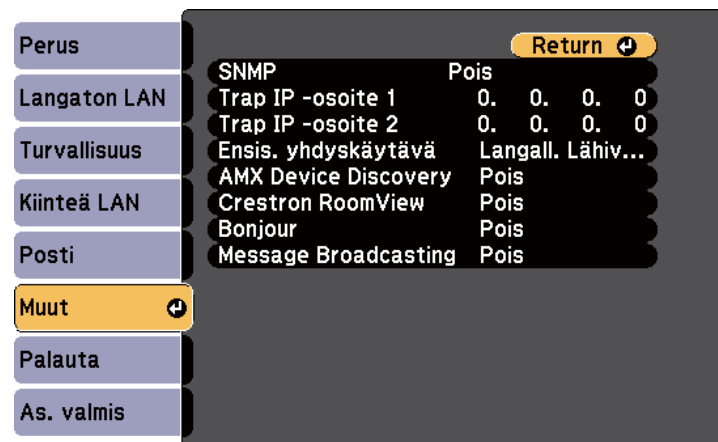 Perus
Langaton LAN
Turvallisuus
Kiinteä LAN
Posti
Muut
Palauta
As. valmis
Return
SNMP Pois
Trap IP -osoite 1 0. 0. 0. 0
Trap IP -osoite 2 0. 0. 0. 0
Ensis. yhdyskäytävä Langall. Lähiv...
AMX Device Discovery Pois
Crestron RoomView Pois
Bonjour Pois
Message Broadcasting Pois